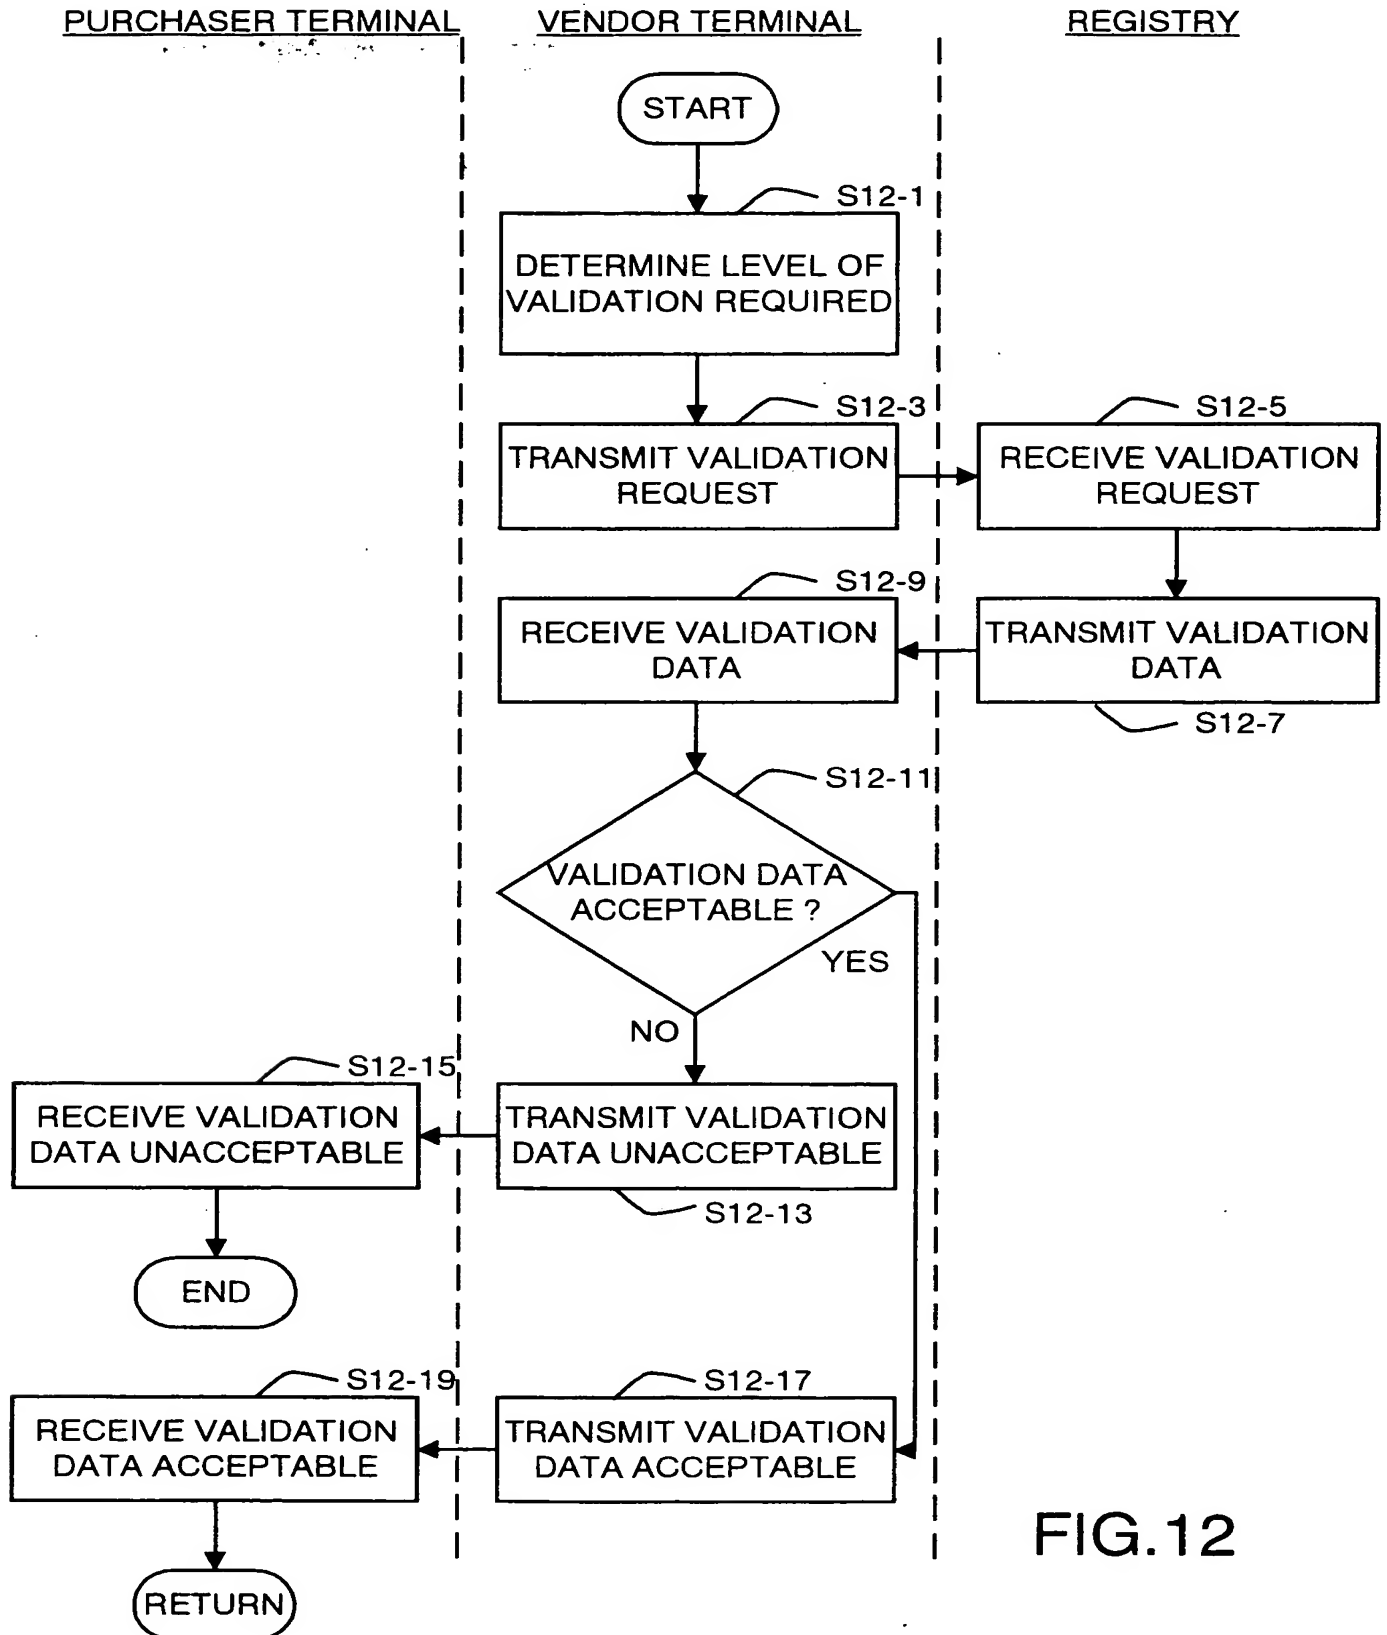 PURCHASER TERMINAL
VENDOR TERMINAL
REGISTRY
START
S12-1
DETERMINE LEVEL OF
VALIDATION REQUIRED
S12-3
TRANSMIT VALIDATION
REQUEST
S12-5
RECEIVE VALIDATION
REQUEST
S12-9
RECEIVE VALIDATION
DATA
TRANSMIT VALIDATION
DATA
S12-7
S12-11
VALIDATION DATA
ACCEPTABLE ?
YES
NO
S12-15
RECEIVE VALIDATION
DATA UNACCEPTABLE
TRANSMIT VALIDATION
DATA UNACCEPTABLE
S12-13
END
S12-19
RECEIVE VALIDATION
DATA ACCEPTABLE
S12-17
TRANSMIT VALIDATION
DATA ACCEPTABLE
RETURN
FIG.12